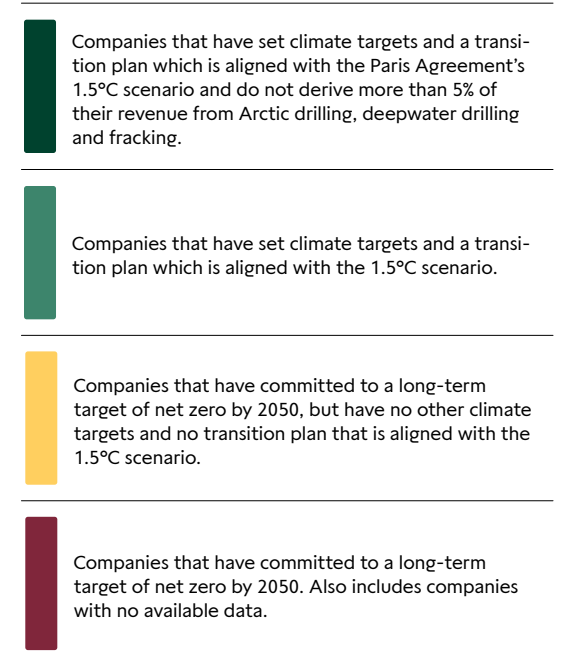 Companies that have set climate targets and a transi-
tion plan which is aligned with the Paris Agreement's
1.5°C scenario and do not derive more than 5% of
their revenue from Arctic drilling, deepwater drilling
and fracking.
Companies that have set climate targets and a transi-
tion plan which is aligned with the 1.5°C scenario.
Companies that have committed to a long-term
target of net zero by 2050, but have no other climate
targets and no transition plan that is aligned with the
1.5°C scenario.
Companies that have committed to a long-term
target of net zero by 2050. Also includes companies
with no available data.